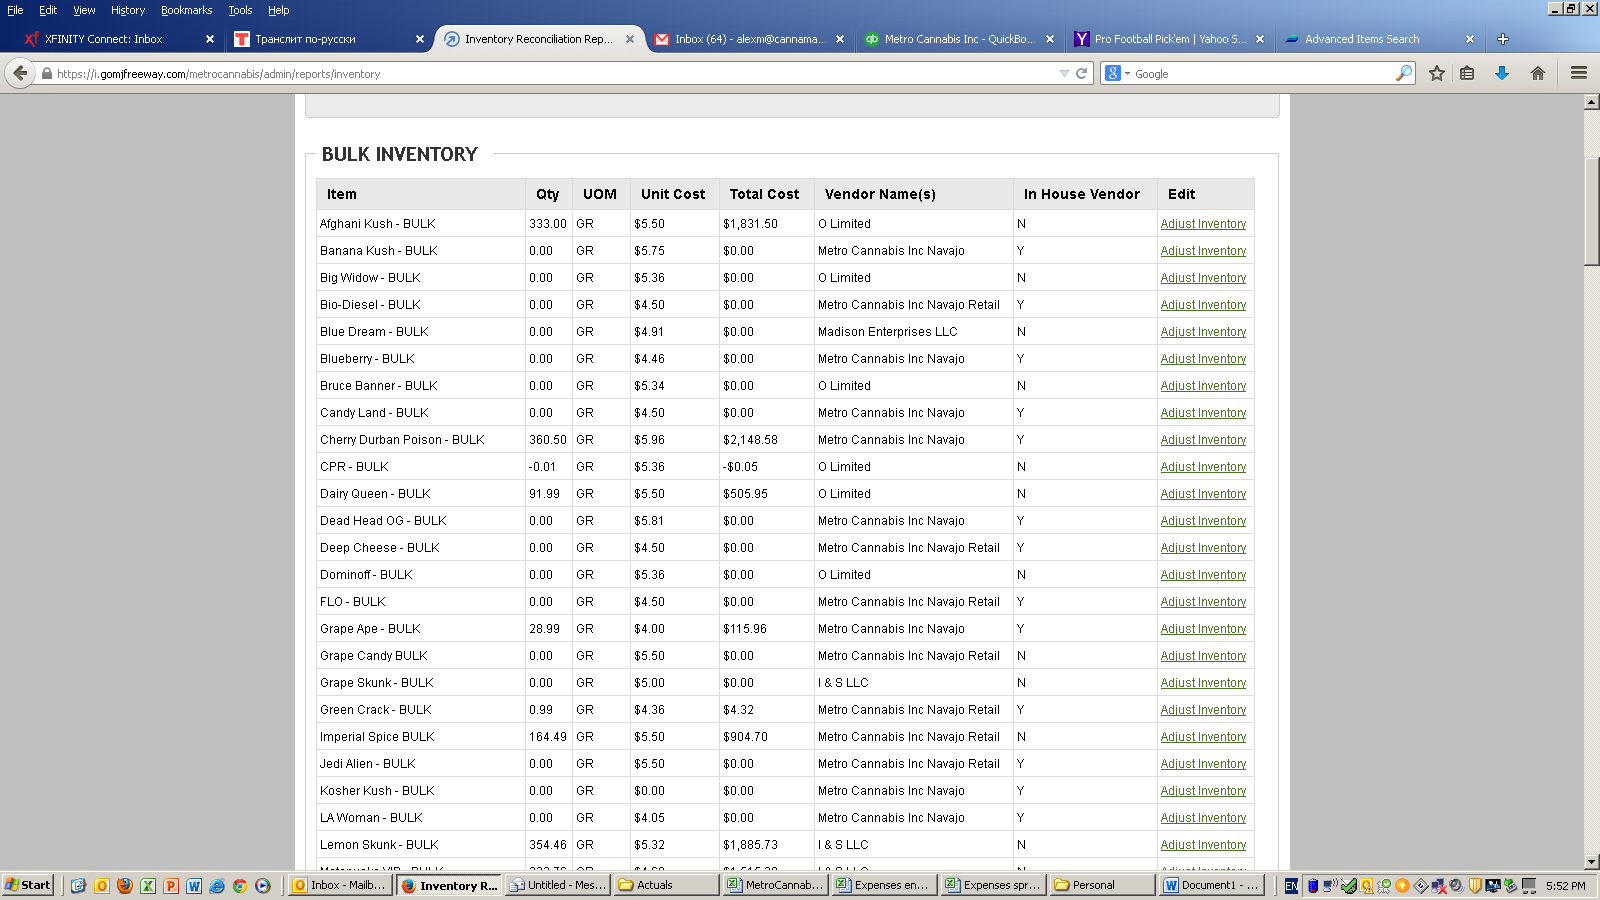 File Edit View History Bookmarks Tools Help
XFINITY Connect: Inbox Транслит по-русски Inventory Reconciliation Rep... Inbox (64) - alexm@cannama... Metro Cannabis Inc - QuickBo... Pro Football Pick'em | Yahoo S... Advanced Items Search
https://i.gomjfreeway.com/metrocannabis/admin/reports/inventory Google
BULK INVENTORY
Item Qty UOM Unit Cost Total Cost Vendor Name(s) In House Vendor Edit
Afghani Kush - BULK 333.00 GR $5.50 $1,831.50 O Limited N Adjust Inventory
Banana Kush - BULK 0.00 GR $5.75 $0.00 Metro Cannabis Inc Navajo Y Adjust Inventory
Big Widow - BULK 0.00 GR $5.36 $0.00 O Limited N Adjust Inventory
Bio-Diesel - BULK 0.00 GR $4.50 $0.00 Metro Cannabis Inc Navajo Retail Y Adjust Inventory
Blue Dream - BULK 0.00 GR $4.91 $0.00 Madison Enterprises LLC N Adjust Inventory
Blueberry - BULK 0.00 GR $4.46 $0.00 Metro Cannabis Inc Navajo Y Adjust Inventory
Bruce Banner - BULK 0.00 GR $5.34 $0.00 O Limited N Adjust Inventory
Candy Land - BULK 0.00 GR $4.50 $0.00 Metro Cannabis Inc Navajo Y Adjust Inventory
Cherry Durban Poison - BULK 360.50 GR $5.96 $2,148.58 Metro Cannabis Inc Navajo Y Adjust Inventory
CPR - BULK -0.01 GR $5.36 -$0.05 O Limited N Adjust Inventory
Dairy Queen - BULK 91.99 GR $5.50 $505.95 O Limited N Adjust Inventory
Dead Head OG - BULK 0.00 GR $5.81 $0.00 Metro Cannabis Inc Navajo Y Adjust Inventory
Deep Cheese - BULK 0.00 GR $4.50 $0.00 Metro Cannabis Inc Navajo Retail Y Adjust Inventory
Dominoff - BULK 0.00 GR $5.36 $0.00 O Limited N Adjust Inventory
FLO - BULK 0.00 GR $4.50 $0.00 Metro Cannabis Inc Navajo Retail Y Adjust Inventory
Grape Ape - BULK 28.99 GR $4.00 $115.96 Metro Cannabis Inc Navajo Y Adjust Inventory
Grape Candy BULK 0.00 GR $5.50 $0.00 Metro Cannabis Inc Navajo Retail N Adjust Inventory
Grape Skunk - BULK 0.00 GR $5.00 $0.00 I & S LLC N Adjust Inventory
Green Crack - BULK 0.99 GR $4.36 $4.32 Metro Cannabis Inc Navajo Retail Y Adjust Inventory
Imperial Spice BULK 164.49 GR $5.50 $904.70 Metro Cannabis Inc Navajo Retail N Adjust Inventory
Jedi Alien - BULK 0.00 GR $5.50 $0.00 Metro Cannabis Inc Navajo Retail Y Adjust Inventory
Kosher Kush - BULK 0.00 GR $0.00 $0.00 Metro Cannabis Inc Navajo Y Adjust Inventory
LA Woman - BULK 0.00 GR $4.05 $0.00 Metro Cannabis Inc Navajo Y Adjust Inventory
Lemon Skunk - BULK 354.46 GR $5.32 $1,885.73 I & S LLC N Adjust Inventory
Start Inbox - Mailb... Inventory R... Untitled - Mes... Actuals MetroCannab... Expenses en... Expenses spr... Personal Document1 - ... EN 5:52 PM